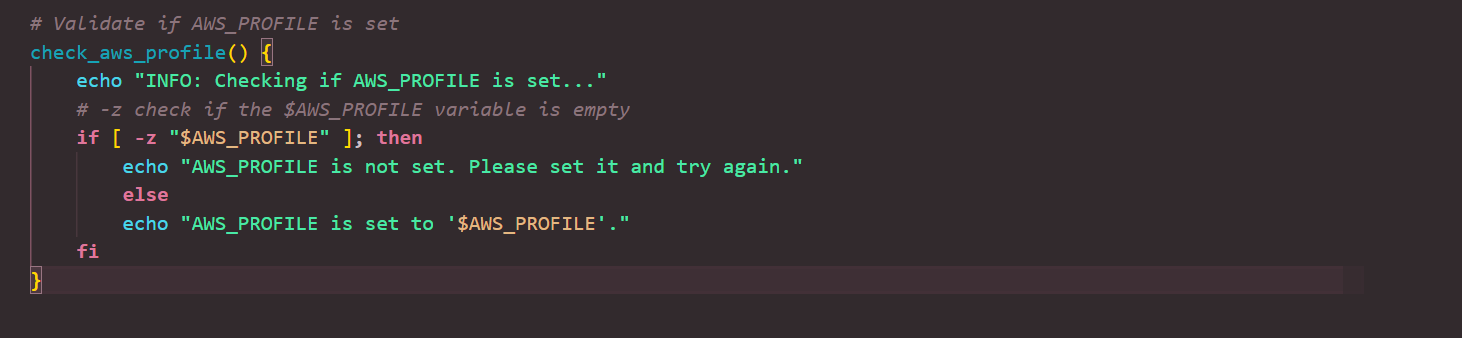 # Validate if AWS_PROFILE is set
check_aws_profile() {
    echo "INFO: Checking if AWS_PROFILE is set..."
    # -z check if the $AWS_PROFILE variable is empty
    if [ -z "$AWS_PROFILE" ]; then
        echo "AWS_PROFILE is not set. Please set it and try again."
        else
        echo "AWS_PROFILE is set to '$AWS_PROFILE'."
    fi
}